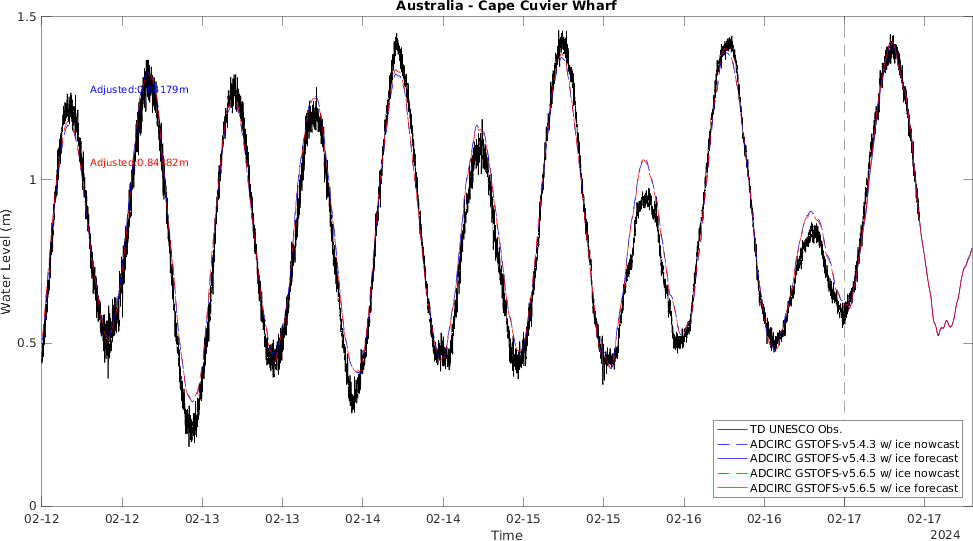 Australia - Cape Cuvier Wharf
1.5
1
0.5
0
Water Level (m)
Adjusted:0.84179m
Adjusted:0.84482m
TD UNESCO Obs.
ADCIRC GSTOFS-v5.4.3 w/ ice nowcast
ADCIRC GSTOFS-v5.4.3 w/ ice forecast
ADCIRC GSTOFS-v5.6.5 w/ ice nowcast
ADCIRC GSTOFS-v5.6.5 w/ ice forecast
02-12 02-12 02-13 02-13 02-14 02-14 02-15 02-15 02-16 02-16 02-17 02-17
Time
2024